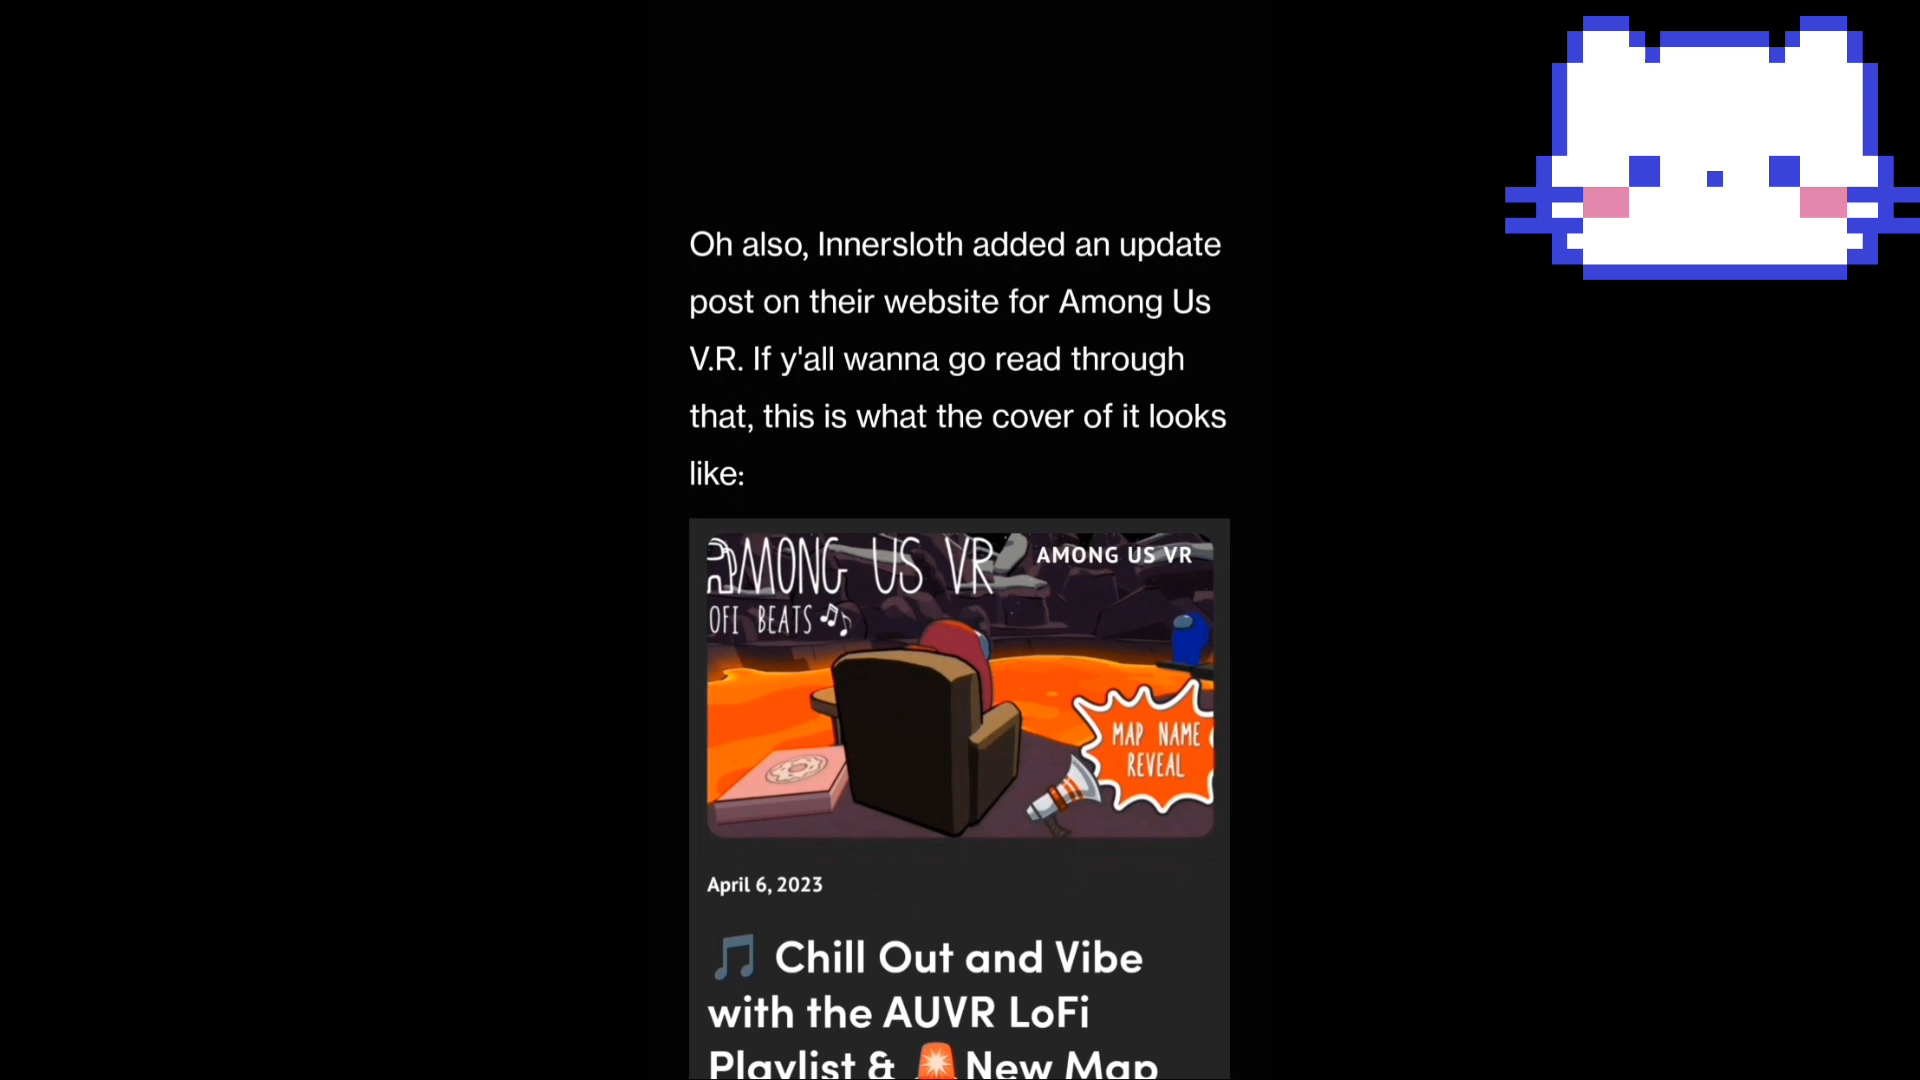 Oh also, Innersloth added an update
post on their website for Among Us
V.R. If y'all wanna go read through
that, this is what the cover of it looks
like:
AMONG US VR
AMONG US VR
OFI BEATS
MAP NAME
REVEAL
April 6, 2023
🎵 Chill Out and Vibe
with the AUVR LoFi
Playlist & 🚨New Map